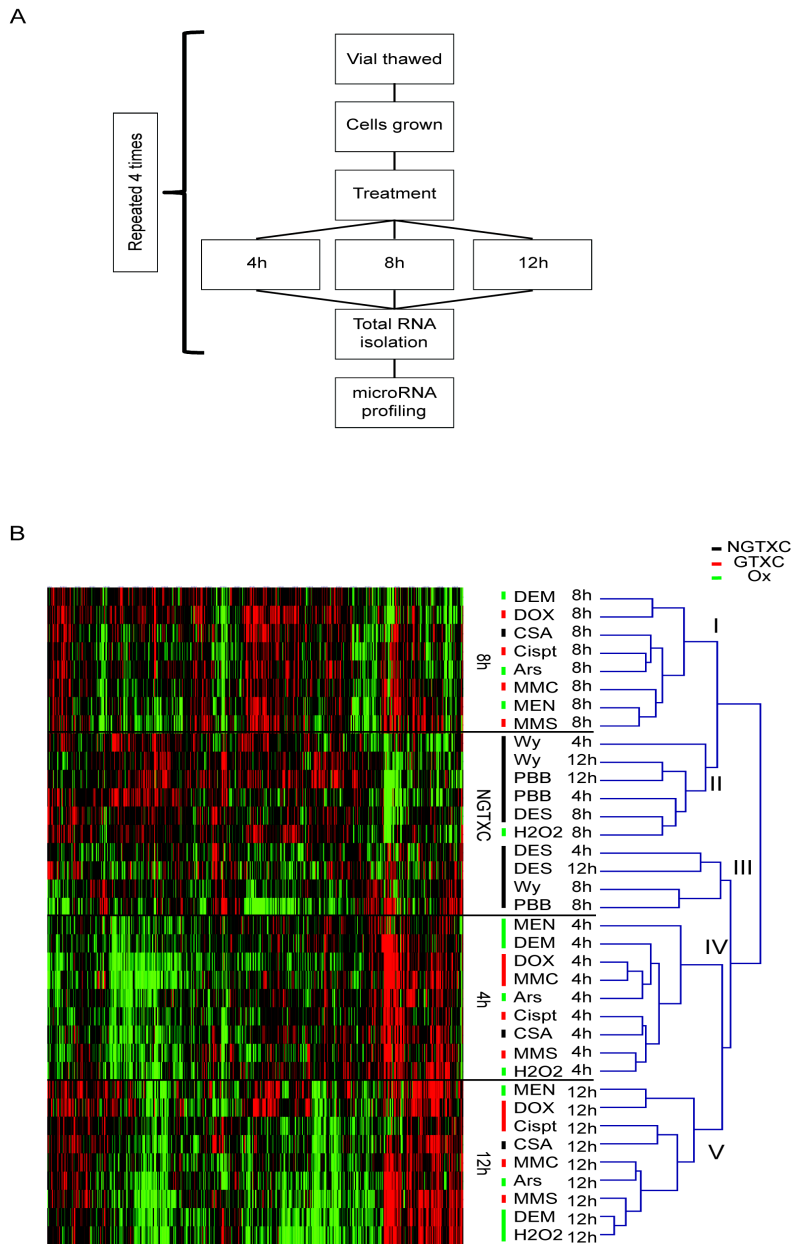 A
Vial thawed
Cells grown
Treatment
Repeated 4 times
4h
8h
12h
Total RNA
isolation
microRNA
profiling
B
NGTXC
GTXC
Ox
8h
DEM 8h
DOX 8h
CSA 8h
Cispt 8h
Ars 8h
MMC 8h
MEN 8h
MMS 8h
I
NGTXC
Wy 4h
Wy 12h
PBB 12h
PBB 4h
DES 8h
H2O2 8h
II
DES 4h
DES 12h
Wy 8h
PBB 8h
III
4h
MEN 4h
DEM 4h
DOX 4h
MMC 4h
Ars 4h
Cispt 4h
CSA 4h
MMS 4h
H2O2 4h
IV
12h
MEN 12h
DOX 12h
Cispt 12h
CSA 12h
MMC 12h
Ars 12h
MMS 12h
DEM 12h
H2O2 12h
V